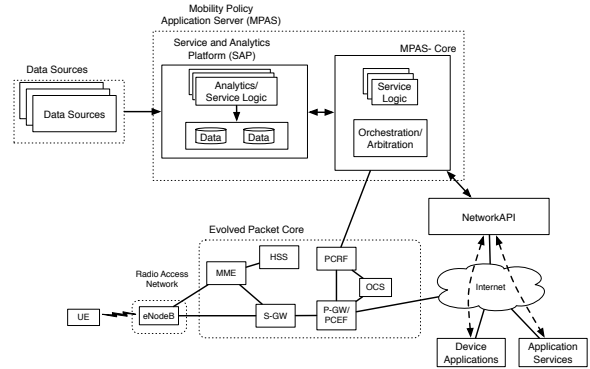 Mobility Policy
Application Server (MPAS)
Service and Analytics
Platform (SAP)
MPAS- Core
Data Sources
Data Sources
Analytics/
Service Logic
Data
Data
Service
Logic
Orchestration/
Arbitration
NetworkAPI
Evolved Packet Core
Radio Access
Network
MME
HSS
PCRF
OCS
UE
eNodeB
S-GW
P-GW/
PCEF
Internet
Device
Applications
Application
Services